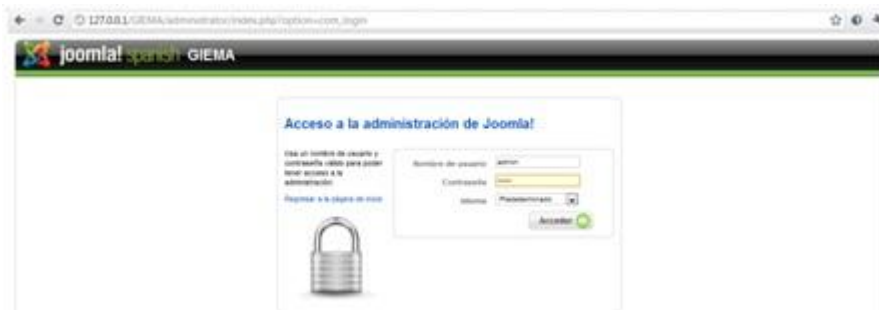 127.0.0.1/GIEMA/administrator/index.php?option=com_login
joomla! spanish GIEMA
Acceso a la administración de Joomla!
Usa un nombre de usuario y
contraseña válido para poder
tener acceso a la
administración.
Regresar a la página de inicio
Nombre de usuario admin
Contraseña
Idioma Predeterminado
Acceder